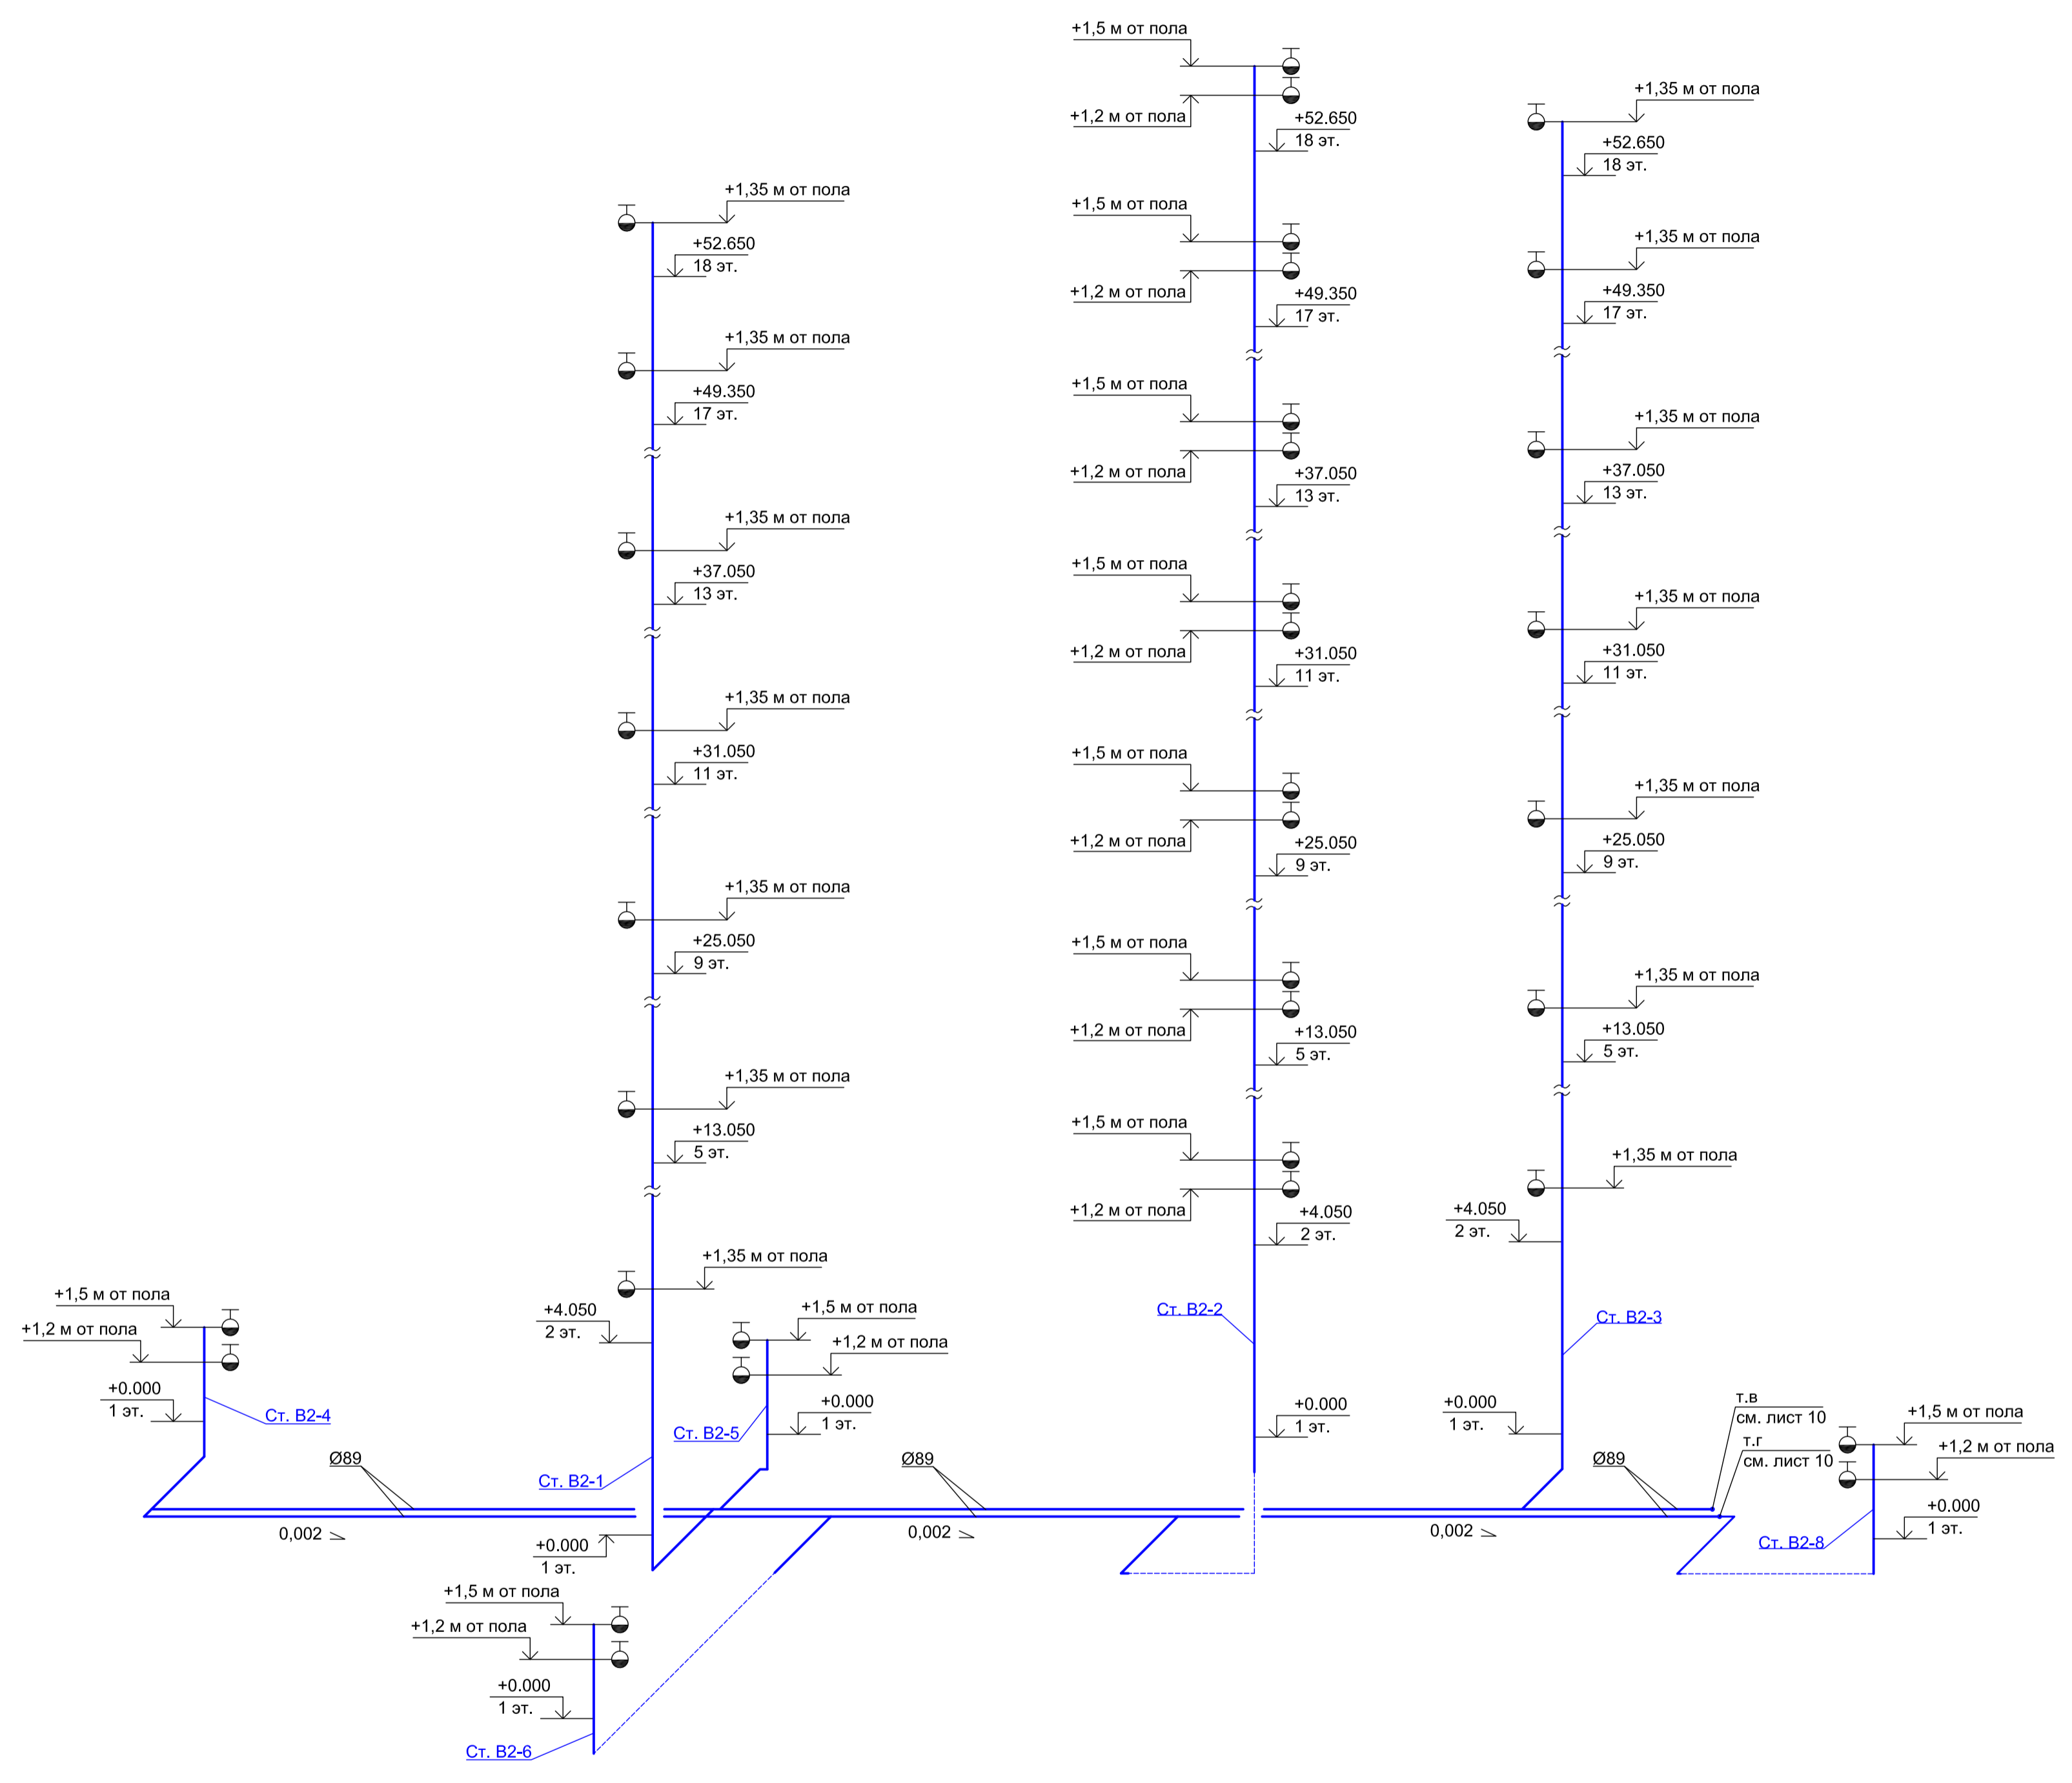 +1,5 м от пола
+1,2 м от пола
+52.650
18 эт.
+1,5 м от пола
+1,2 м от пола
+49.350
17 эт.
+1,5 м от пола
+1,2 м от пола
+37.050
13 эт.
+1,5 м от пола
+1,2 м от пола
+31.050
11 эт.
+1,5 м от пола
+1,2 м от пола
+25.050
9 эт.
+1,5 м от пола
+1,2 м от пола
+13.050
5 эт.
+1,5 м от пола
+1,2 м от пола
+4.050
2 эт.
Ст. В2-2
+0.000
1 эт.
+1,35 м от пола
+52.650
18 эт.
+1,35 м от пола
+49.350
17 эт.
+1,35 м от пола
+37.050
13 эт.
+1,35 м от пола
+31.050
11 эт.
+1,35 м от пола
+25.050
9 эт.
+1,35 м от пола
+13.050
5 эт.
+1,35 м от пола
+4.050
2 эт.
Ст. В2-3
+0.000
1 эт.
+1,35 м от пола
+52.650
18 эт.
+1,35 м от пола
+49.350
17 эт.
+1,35 м от пола
+37.050
13 эт.
+1,35 м от пола
+31.050
11 эт.
+1,35 м от пола
+25.050
9 эт.
+1,35 м от пола
+13.050
5 эт.
+1,35 м от пола
+4.050
2 эт.
Ст. В2-1
+0.000
1 эт.
+1,5 м от пола
+1,2 м от пола
+0.000
1 эт.
Ст. В2-4
+1,5 м от пола
+1,2 м от пола
+0.000
1 эт.
Ст. В2-5
Ø89
Ø89
Ø89
0,002
0,002
0,002
т.в
см. лист 10
т.г
см. лист 10
+1,5 м от пола
+1,2 м от пола
+0.000
1 эт.
Ст. В2-8
+1,5 м от пола
+1,2 м от пола
+0.000
1 эт.
Ст. В2-6